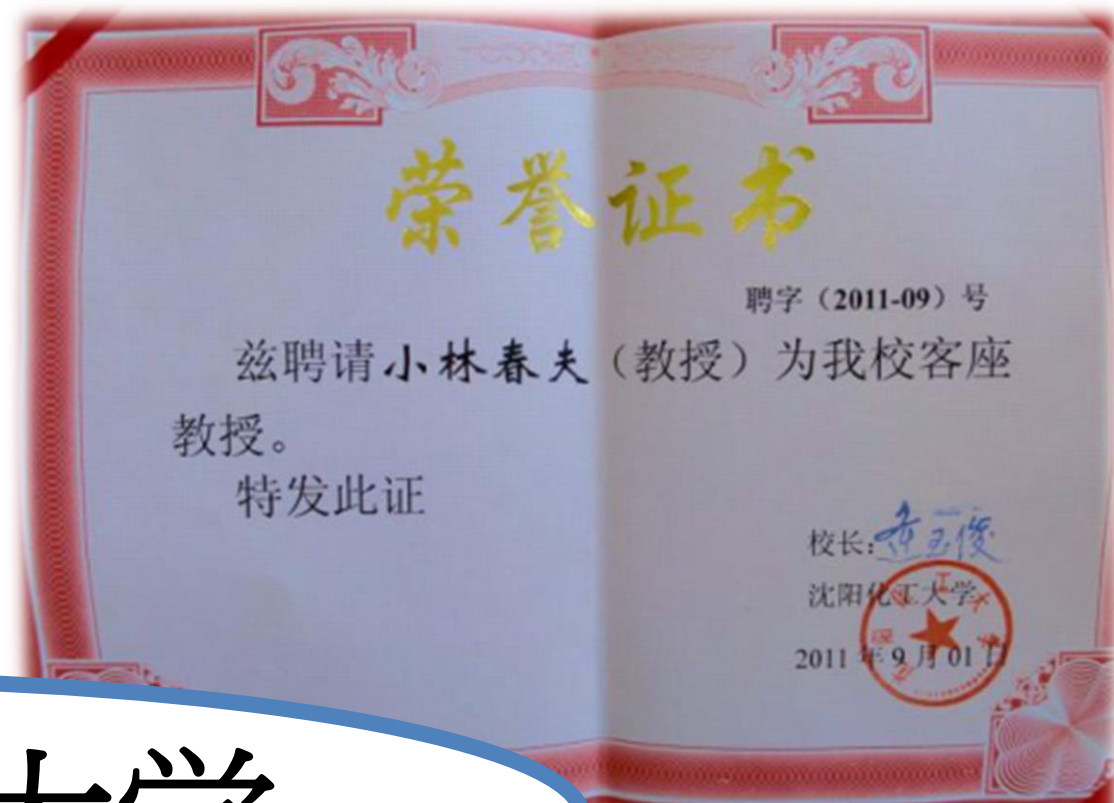 荣誉证书
聘字（2011-09）号
兹聘请小林春夫（教授）为我校客座
教授。
特发此证
校长：
沈阳化工大学
2011年9月01日
大学